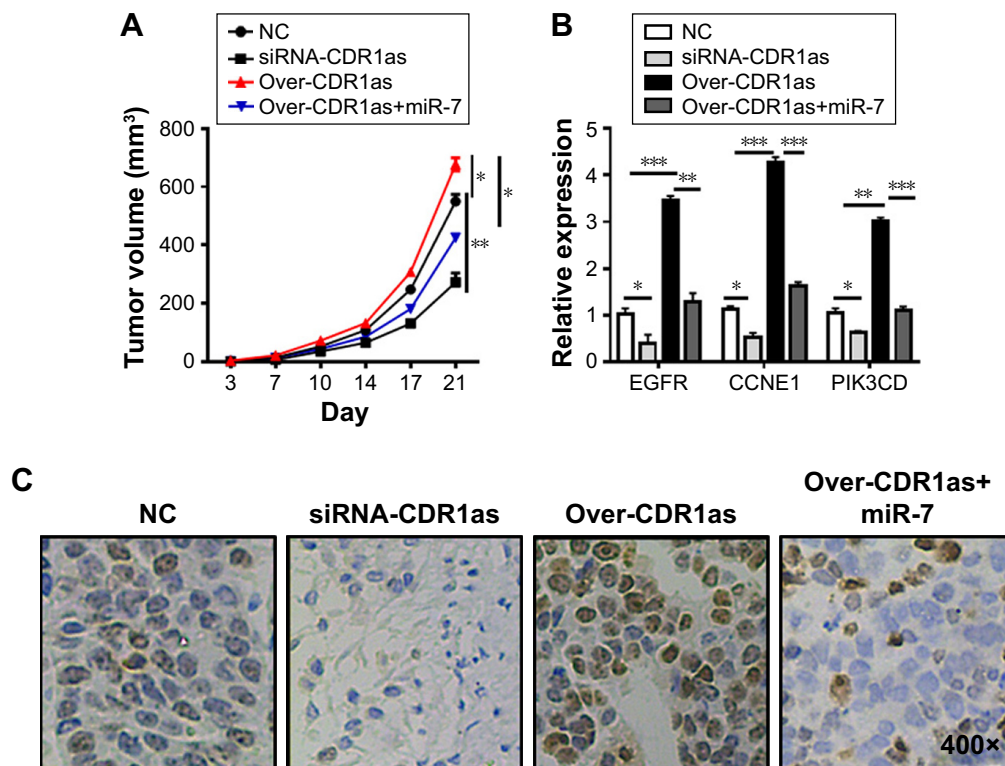 A
NC
siRNA-CDR1as
Over-CDR1as
Over-CDR1as+miR-7
Tumor volume (mm³)
800
600
400
200
0
3 7 10 14 17 21
Day
*
*
**
B
NC
siRNA-CDR1as
Over-CDR1as
Over-CDR1as+miR-7
Relative expression
5
4
3
2
1
0
*** ***
*** ** ** ***
* * *
EGFR CCNE1 PIK3CD
C
NC
siRNA-CDR1as
Over-CDR1as
Over-CDR1as+
miR-7
400×